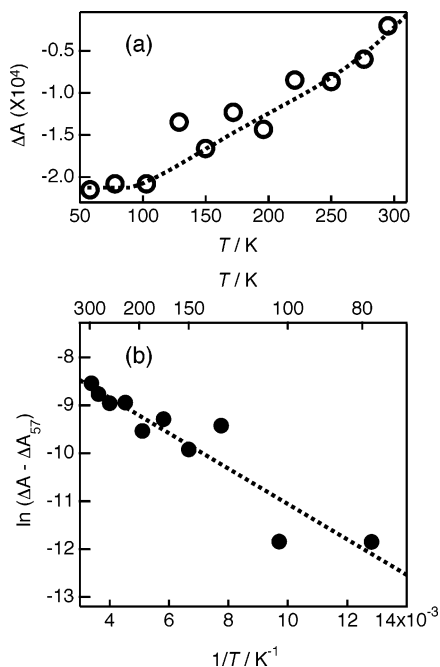 (a)
-0.5
-1.0
-1.5
-2.0
ΔA (X10⁴)
50 100 150 200 250 300
T / K
T / K
300 200 150 100 80
(b)
-8
-9
-10
-11
-12
-13
ln (ΔA - ΔA₅₇)
4 6 8 10 12 14x10⁻³
1/T / K⁻¹